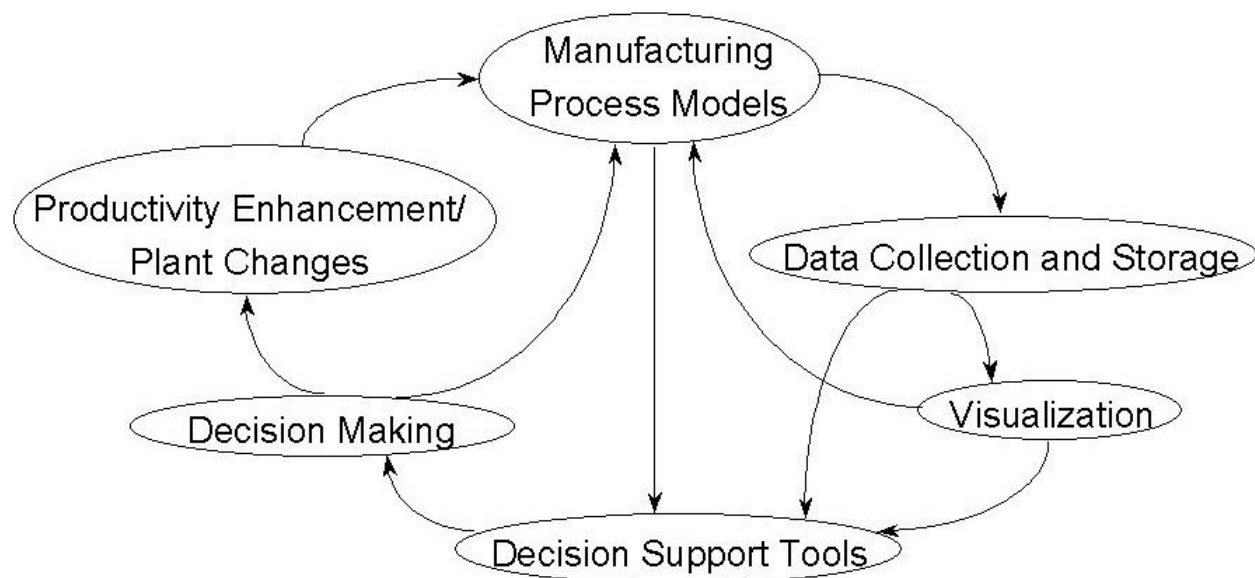 Manufacturing
Process Models
Productivity Enhancement/
Plant Changes
Data Collection and Storage
Decision Making
Visualization
Decision Support Tools